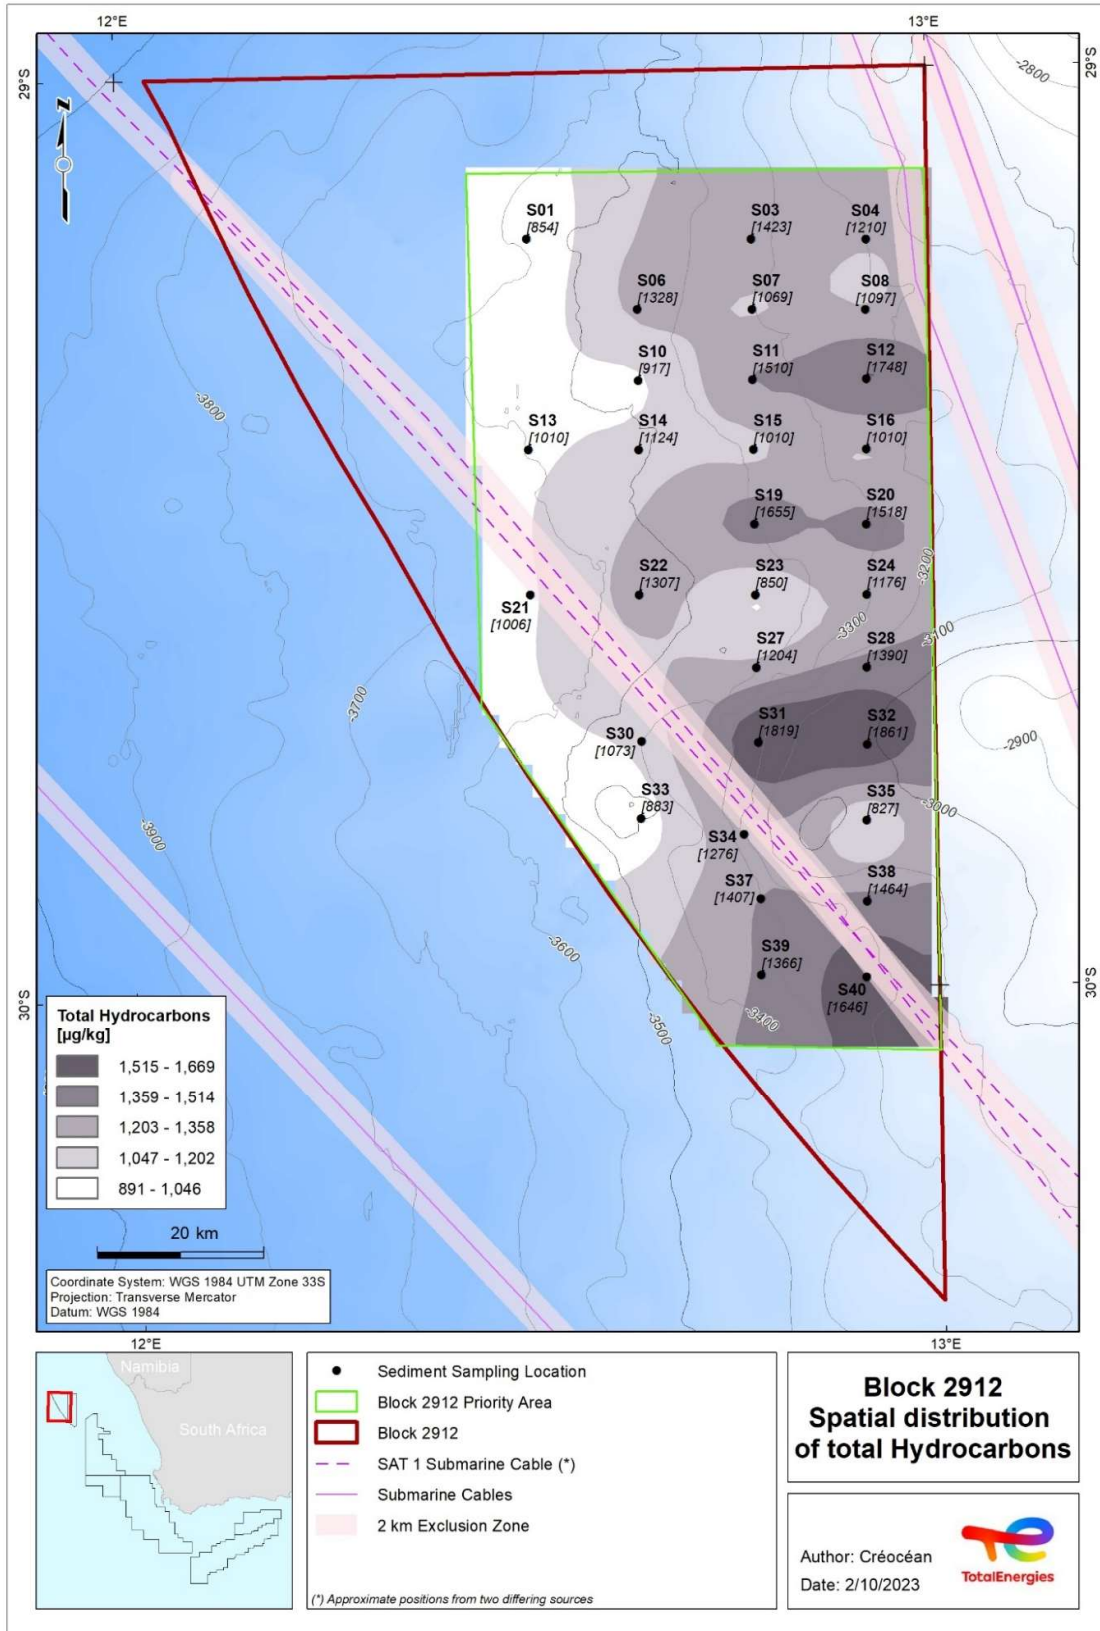 12°E
13°E
29°S
29°S
-2800
S01
[854]
S03
[1423]
S04
[1210]
S06
[1328]
S07
[1069]
S08
[1097]
S10
[917]
S11
[1510]
S12
[1748]
-3800
S13
[1010]
S14
[1124]
S15
[1010]
S16
[1010]
S19
[1655]
S20
[1518]
S22
[1307]
S23
[850]
S24
[1176]
-3200
S21
[1006]
-3300
-3100
S27
[1204]
S28
[1390]
-3700
S30
[1073]
S31
[1819]
S32
[1861]
-2900
S33
[883]
S35
[827]
-3000
-3900
S34
[1276]
S37
[1407]
S38
[1464]
-3600
S39
[1366]
S40
[1646]
30°S
30°S
-3400
-3500
Total Hydrocarbons
[µg/kg]
1,515 - 1,669
1,359 - 1,514
1,203 - 1,358
1,047 - 1,202
891 - 1,046
20 km
Coordinate System: WGS 1984 UTM Zone 33S
Projection: Transverse Mercator
Datum: WGS 1984
12°E
13°E
Namibia
South Africa
Sediment Sampling Location
Block 2912 Priority Area
Block 2912
SAT 1 Submarine Cable (*)
Submarine Cables
2 km Exclusion Zone
(*) Approximate positions from two differing sources
Block 2912
Spatial distribution
of total Hydrocarbons
Author: Créocéan
Date: 2/10/2023
TotalEnergies